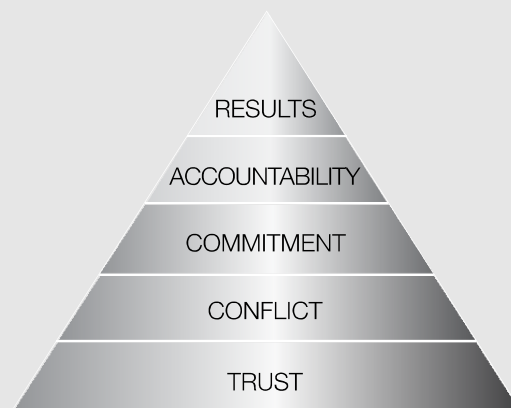 RESULTS
ACCOUNTABILITY
COMMITMENT
CONFLICT
TRUST